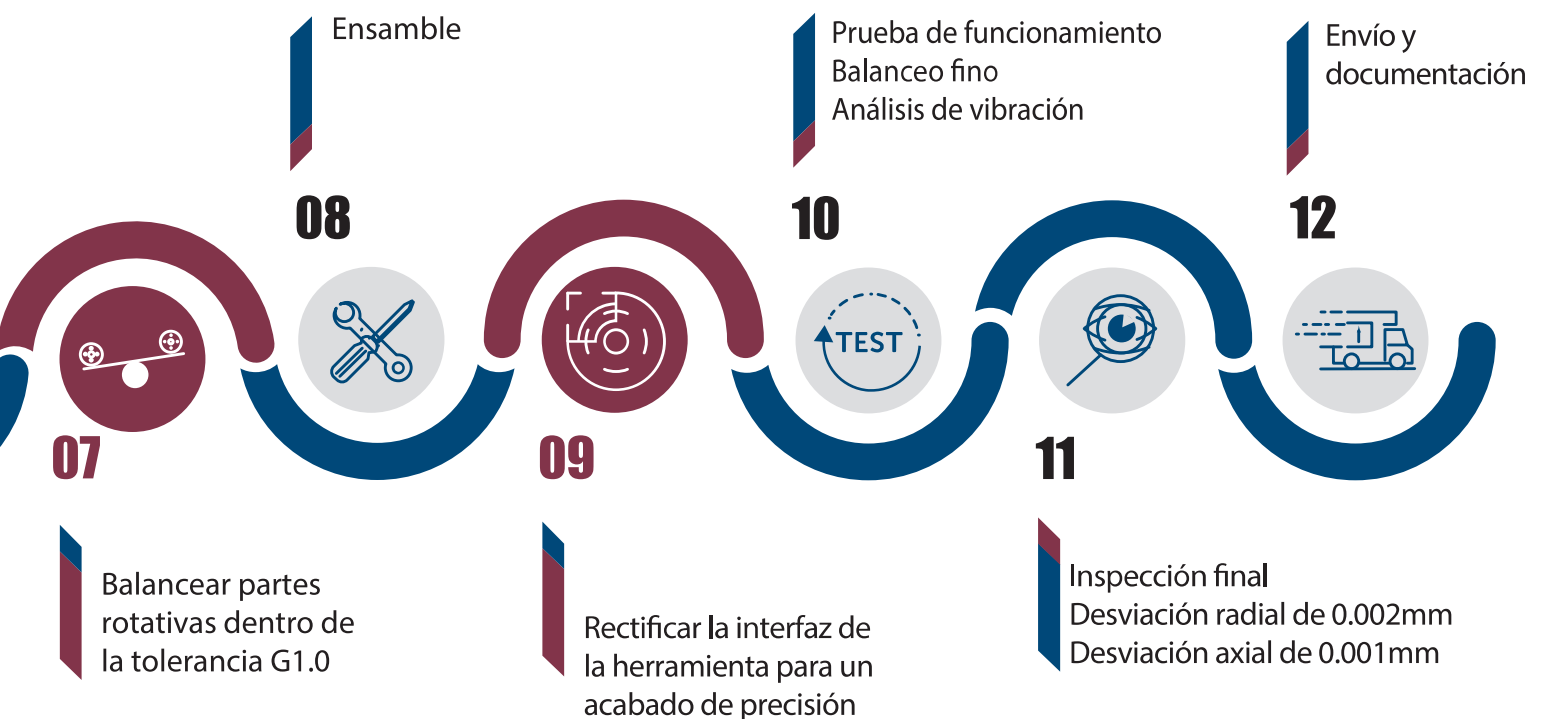 07
Balancear partes
rotativas dentro de
la tolerancia G1.0
08
Ensamble
09
Rectificar la interfaz de
la herramienta para un
acabado de precisión
10
Prueba de funcionamiento
Balanceo fino
Análisis de vibración
TEST
11
Inspección final
Desviación radial de 0.002mm
Desviación axial de 0.001mm
12
Envío y
documentación